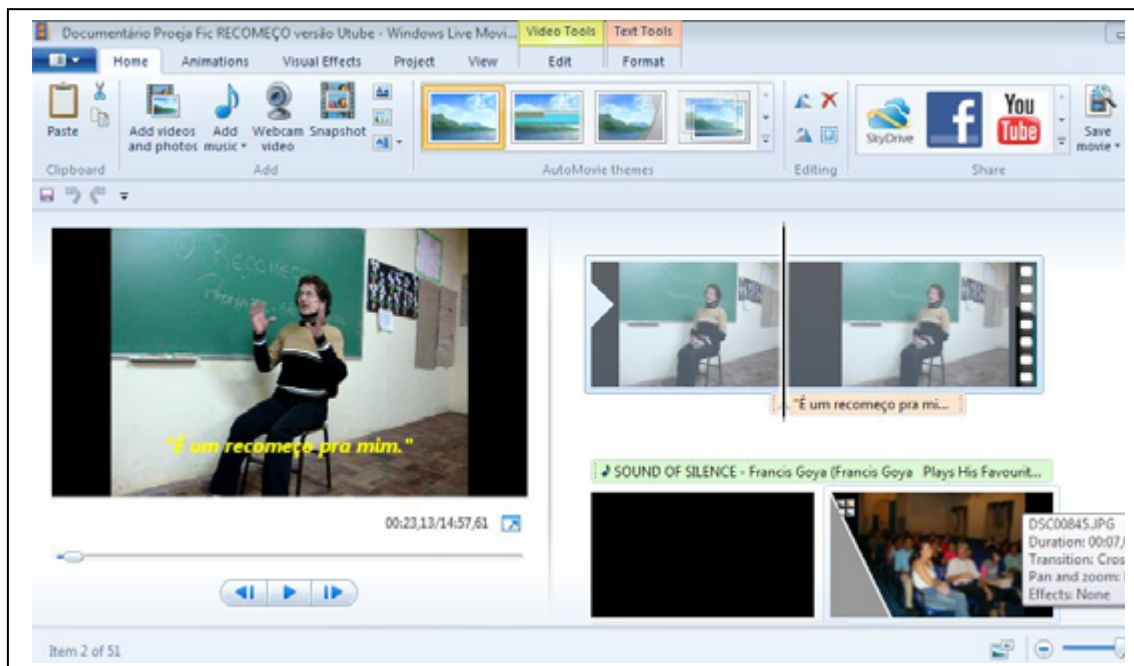 Documentário Proeja Fic RECOMEÇO versão Utube - Windows Live Movi...
Video Tools
Text Tools
Home
Animations
Visual Effects
Project
View
Edit
Format
Paste
Add videos and photos
Add music
Webcam video
Snapshot
SkyDrive
You Tube
Save movie
Clipboard
Add
AutoMovie themes
Editing
Share
RECOMEÇO
"É um recomeço pra mim."
"É um recomeço pra mi...
SOUND OF SILENCE - Francis Goya (Francis Goya Plays His Favourit...
00:23,13/14:57,61
DSC00845.JPG
Duration: 00:07,
Transition: Cros
Pan and zoom:
Effects: None
Item 2 of 51